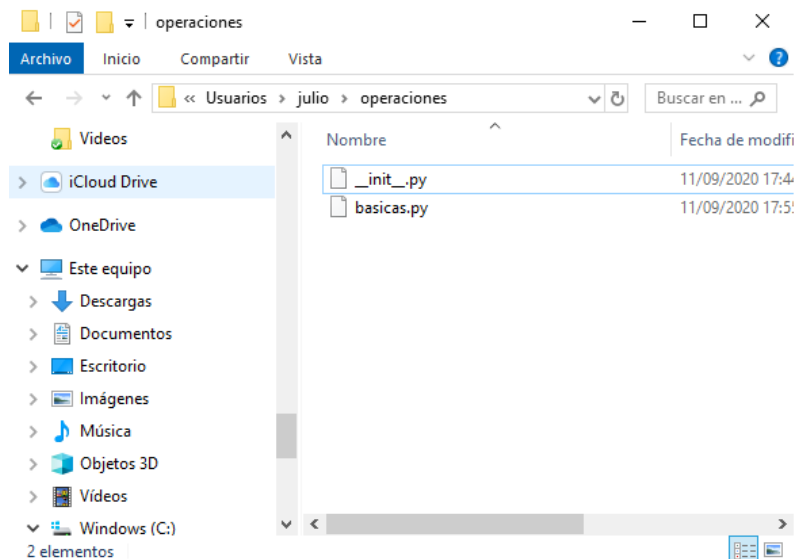 operaciones
Archivo Inicio Compartir Vista
« Usuarios > julio > operaciones Buscar en ...
Nombre Fecha de modifi
Videos
iCloud Drive
__init__.py 11/09/2020 17:44
basicas.py 11/09/2020 17:5
OneDrive
Este equipo
Descargas
Documentos
Escritorio
Imágenes
Música
Objetos 3D
Vídeos
Windows (C:)
2 elementos